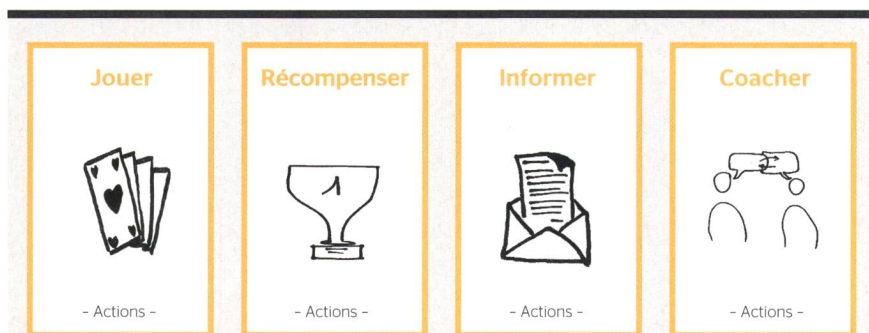 Jouer
Récompenser
Informer
Coacher
1
- Actions -
- Actions -
- Actions -
- Actions -